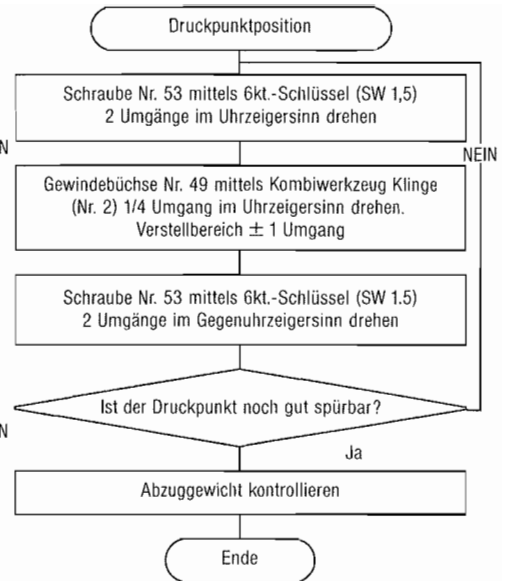 Druckpunktposition
Schraube Nr. 53 mittels 6kt.-Schlüssel (SW 1,5)
2 Umgänge im Uhrzeigersinn drehen
NEIN
Gewindebüchse Nr. 49 mittels Kombiwerkzeug Klinge
(Nr. 2) 1/4 Umgang im Uhrzeigersinn drehen.
Verstellbereich ± 1 Umgang
Schraube Nr. 53 mittels 6kt.-Schlüssel (SW 1.5)
2 Umgänge im Gegenuhrzeigersinn drehen
Ist der Druckpunkt noch gut spürbar?
Ja
Abzuggewicht kontrollieren
Ende